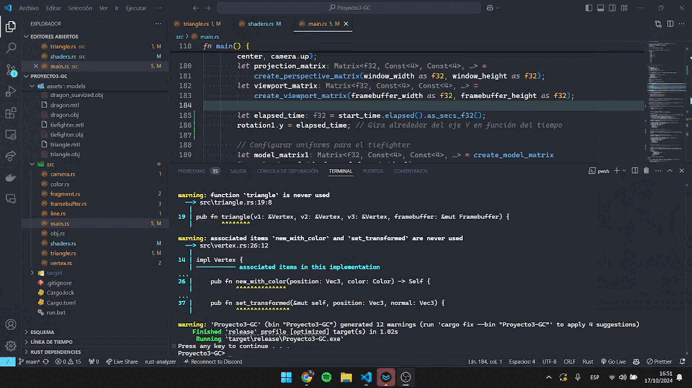 Archivo Editar Selección Ver Ir Ejecutar ...
Proyecto3-GC
EXPLORADOR
EDITORES ABIERTOS
triangle.rs src 1, M
shaders.rs src M
main.rs src 5, M
PROYECTO3-GC
assets\models
dragon_suavizad.obj
dragon.mtl
dragon.obj
tiefighter.mtl
tiefighter.obj
triangle.mtl
triangle.obj
src
camera.rs 1
color.rs
fragment.rs 2
framebuffer.rs 1
line.rs 1
main.rs 5, M
obj.rs
shaders.rs M
triangle.rs 1, M
vertex.rs 2
target
.gitignore
Cargo.lock
Cargo.toml
run.bat
ESQUEMA
LÍNEA DE TIEMPO
RUST DEPENDENCIES
triangle.rs 1, M
shaders.rs M
main.rs 5, M
src > main.rs
118 fn main() {
center, camera.up);
180 let projection_matrix: Matrix<f32, Const<4>, Const<4>, …> =
181 create_perspective_matrix(window_width as f32, window_height as f32);
182 let viewport_matrix: Matrix<f32, Const<4>, Const<4>, …> =
183 create_viewport_matrix(framebuffer_width as f32, framebuffer_height as f32);
184
185 let elapsed_time: f32 = start_time.elapsed().as_secs_f32();
186 rotation1.y = elapsed_time; // Gira alrededor del eje Y en función del tiempo
187
// Configurar uniforms para el tiefighter
let model_matrix1: Matrix<f32, Const<4>, Const<4>, …> = create_model_matrix
PROBLEMAS
SALIDA
CONSOLA DE DEPURACIÓN
TERMINAL
PUERTOS
COMENTARIOS
pwsh
warning: function 'triangle' is never used
--> src\triangle.rs:19:8
19 | pub fn triangle(v1: &Vertex, v2: &Vertex, v3: &Vertex, framebuffer: &mut Framebuffer) {
^^^^^^^^
warning: associated items 'new_with_color' and 'set_transformed' are never used
--> src\vertex.rs:26:12
14 | impl Vertex {
----------- associated items in this implementation
...
26 | pub fn new_with_color(position: Vec3, color: Color) -> Self {
^^^^^^^^^^^^^^
...
37 | pub fn set_transformed(&mut self, position: Vec3, normal: Vec3) {
^^^^^^^^^^^^^^^
warning: 'Proyecto3-GC' (bin "Proyecto3-GC") generated 12 warnings (run 'cargo fix --bin "Proyecto3-GC"' to apply 4 suggestions)
Finished 'release' profile [optimized] target(s) in 1.02s
Running 'target\release\Proyecto3-GC.exe'
Press any key to continue . . .
Proyecto3-GC>
main*
0 15
0
Live Share
rust-analyzer
Reconnect to Discord
Lín. 184, col. 1
Espacios: 4
UTF-8
CRLF
Rust
Go Live
Prettier
ESP
16:51
17/10/2024